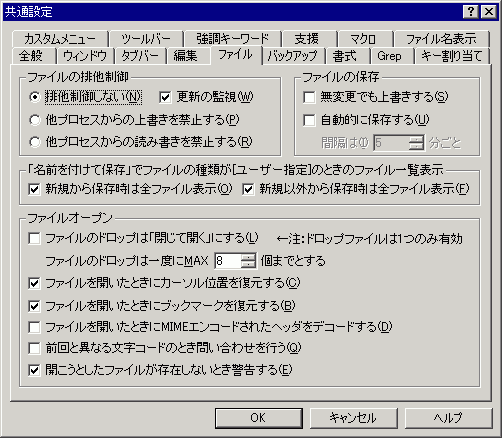 共通設定
カスタムメニュー ツールバー 強調キーワード 支援 マクロ ファイル名表示
全般 ウィンドウ タブバー 編集 ファイル バックアップ 書式 Grep キー割り当て
ファイルの排他制御
排他制御しない(N) 更新の監視(W)
他プロセスからの上書きを禁止する(P)
他プロセスからの読み書きを禁止する(R)
ファイルの保存
無変更でも上書きする(S)
自動的に保存する(U)
間隔は(I) 5 分ごと
「名前を付けて保存」でファイルの種類が[ユーザー指定]のときのファイル一覧表示
新規から保存時は全ファイル表示(O) 新規以外から保存時は全ファイル表示(F)
ファイルオープン
ファイルのドロップは「閉じて開く」にする(L) ←注:ドロップファイルは1つのみ有効
ファイルのドロップは一度にMAX 8 個までとする
ファイルを開いたときにカーソル位置を復元する(C)
ファイルを開いたときにブックマークを復元する(B)
ファイルを開いたときにMIMEエンコードされたヘッダをデコードする(D)
前回と異なる文字コードのとき問い合わせを行う(Q)
開こうとしたファイルが存在しないとき警告する(E)
OK キャンセル ヘルプ